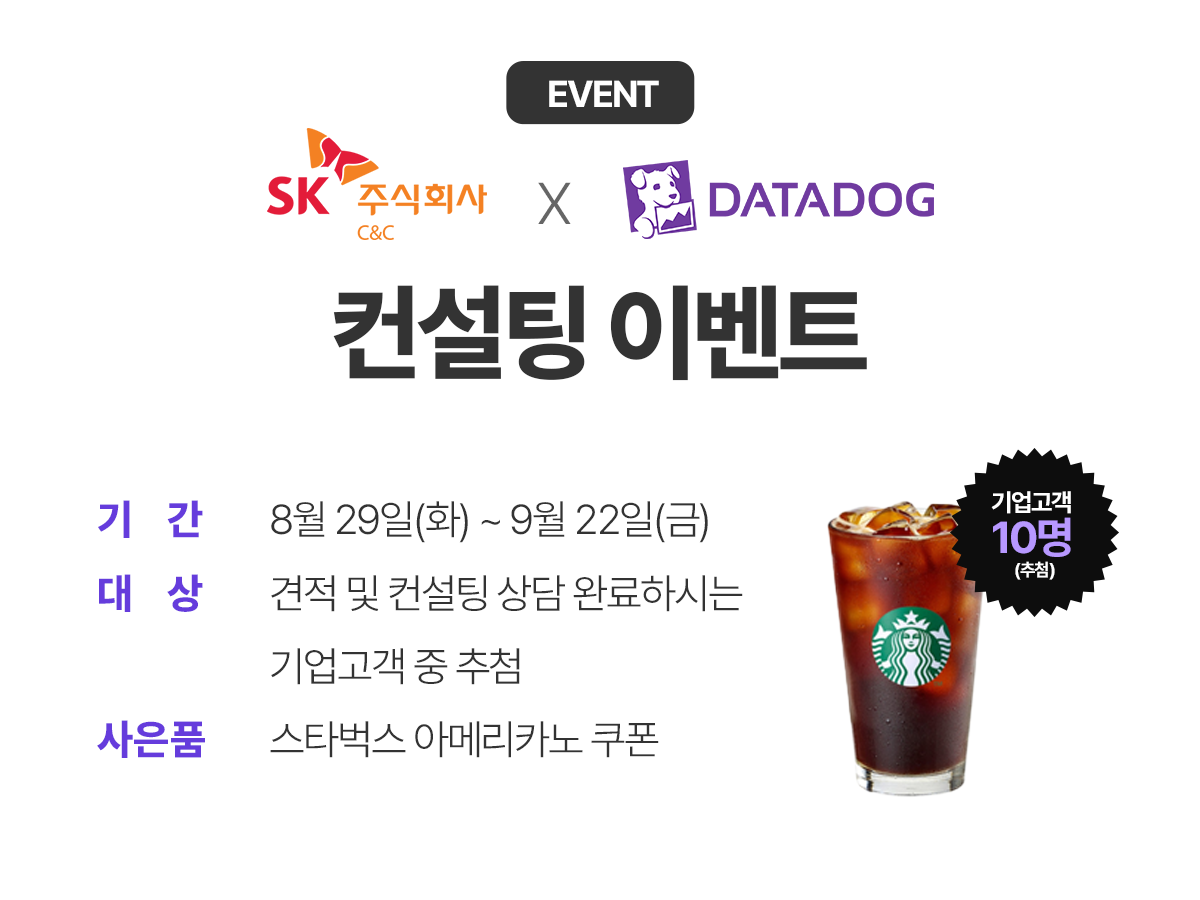 EVENT
SK 주식회사
C&C
X
DATADOG
컨설팅 이벤트
기 간 8월 29일(화) ~ 9월 22일(금)
대 상 견적 및 컨설팅 상담 완료하시는
기업고객 중 추첨
사은품 스타벅스 아메리카노 쿠폰
기업고객
10명
(추첨)